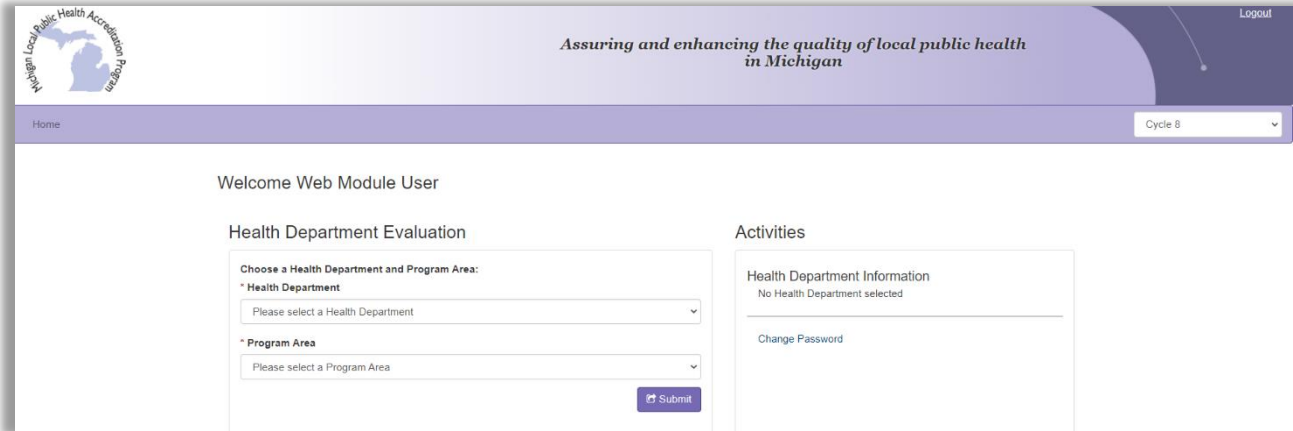 Michigan Local Public Health Accreditation Program
Logout
Assuring and enhancing the quality of local public health
in Michigan
Home
Cycle 8
Welcome Web Module User
Health Department Evaluation
Choose a Health Department and Program Area:
* Health Department
Please select a Health Department
* Program Area
Please select a Program Area
Submit
Activities
Health Department Information
No Health Department selected
Change Password